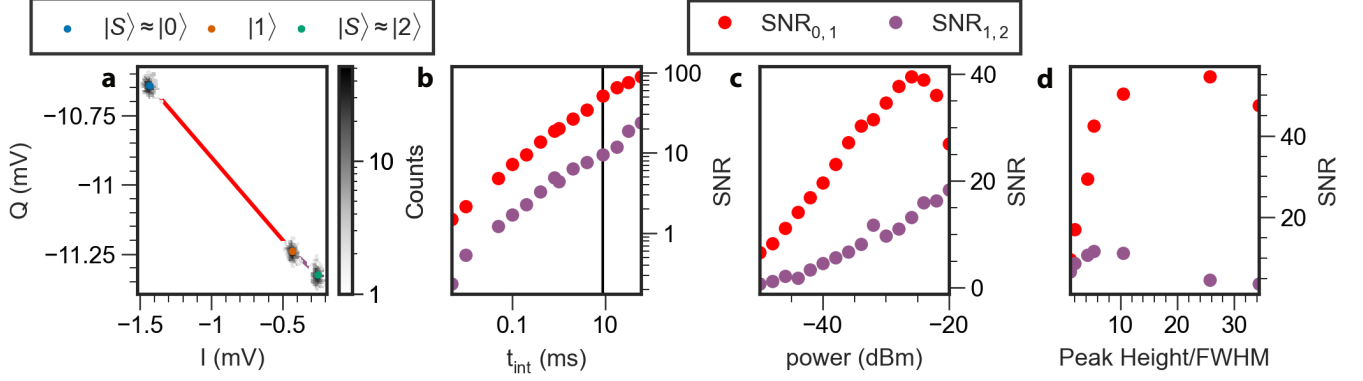 |S⟩≈|0⟩ |1⟩ |S⟩≈|2⟩
SNR0, 1 SNR1, 2
a
−10.75
−11
−11.25
Q (mV)
−1.5 −1 −0.5
I (mV)
10
1
Counts
b
100
10
1
SNR
0.1 10
tint (ms)
c
40
20
0
SNR
−40 −20
power (dBm)
d
40
20
SNR
10 20 30
Peak Height/FWHM